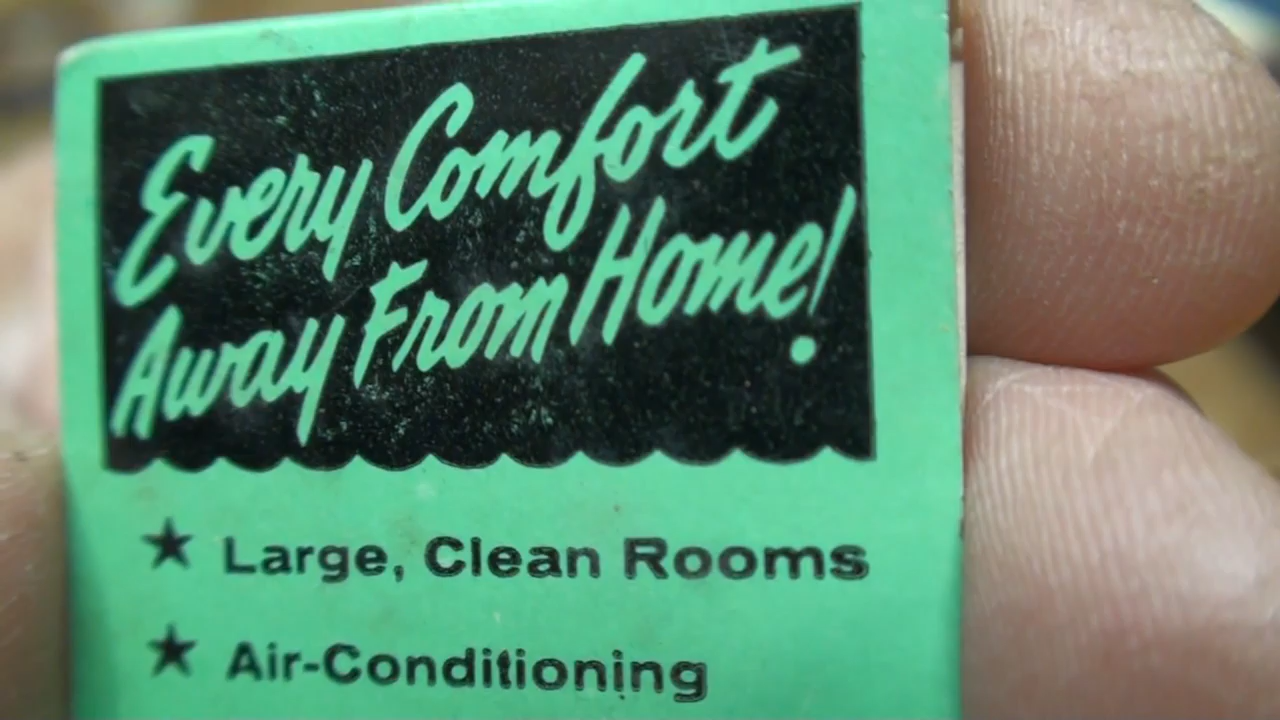 Every Comfort
Away From Home!
★ Large, Clean Rooms
★ Air-Conditioning